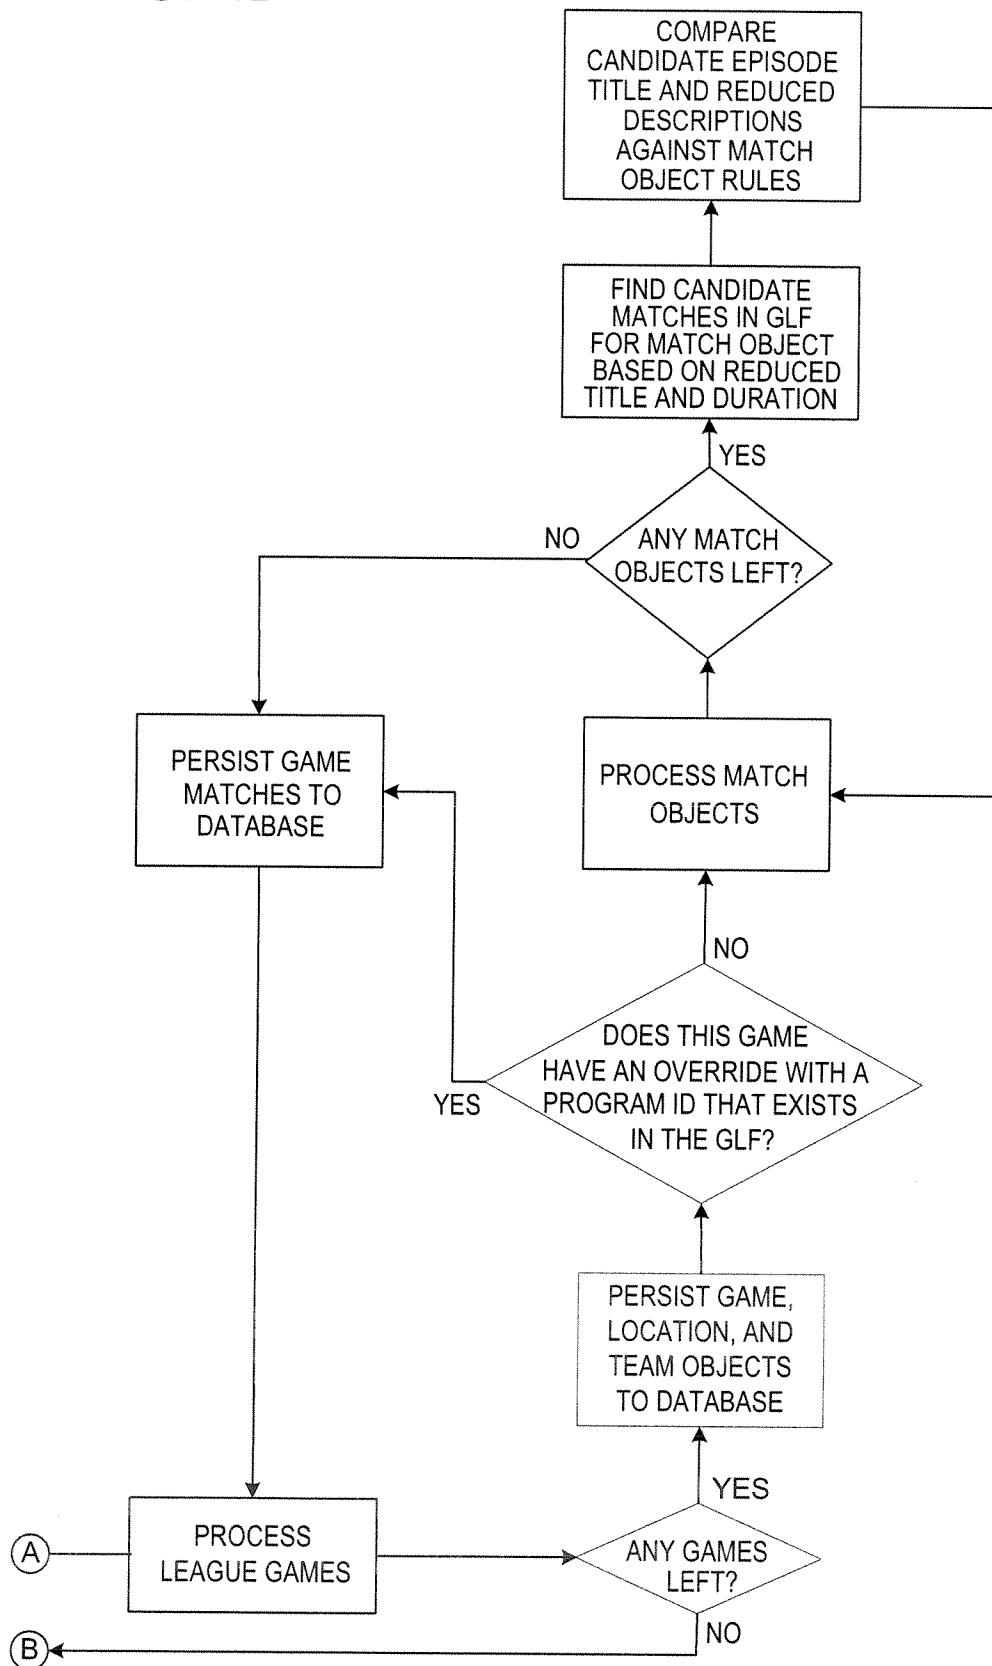 COMPARE
CANDIDATE EPISODE
TITLE AND REDUCED
DESCRIPTIONS
AGAINST MATCH
OBJECT RULES
FIND CANDIDATE
MATCHES IN GLF
FOR MATCH OBJECT
BASED ON REDUCED
TITLE AND DURATION
YES
NO
ANY MATCH
OBJECTS LEFT?
PERSIST GAME
MATCHES TO
DATABASE
PROCESS MATCH
OBJECTS
NO
DOES THIS GAME
HAVE AN OVERRIDE WITH A
PROGRAM ID THAT EXISTS
IN THE GLF?
YES
PERSIST GAME,
LOCATION, AND
TEAM OBJECTS
TO DATABASE
YES
A
PROCESS
LEAGUE GAMES
ANY GAMES
LEFT?
NO
B